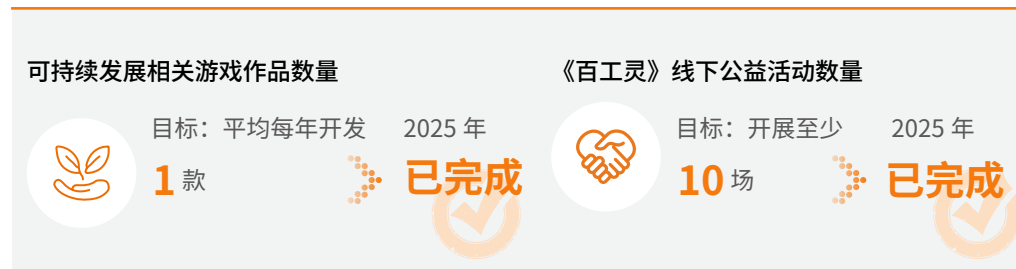 可持续发展相关游戏作品数量
目标：平均每年开发
1 款
2025 年
已完成
《百工灵》线下公益活动数量
目标：开展至少
10 场
2025 年
已完成